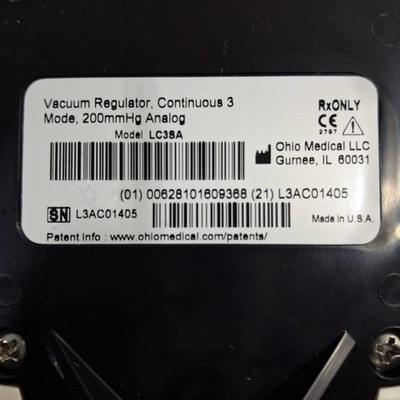 Vacuum Regulator, Continuous 3
Mode, 200mmHg Analog
Model LC3SA
RxONLY
CE
2797
Ohio Medical LLC
Gurnee, IL 60031
(01) 00628101609368 (21) L3AC01405
SN L3AC01405
Made in U.S.A.
Patent info : www.ohiomedical.com/patents/